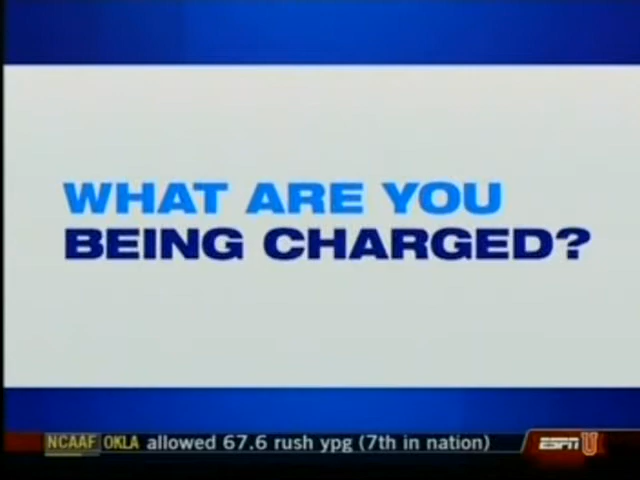 WHAT ARE YOU
BEING CHARGED?
NCAAF OKLA allowed 67.6 rush ypg (7th in nation) ESPN U